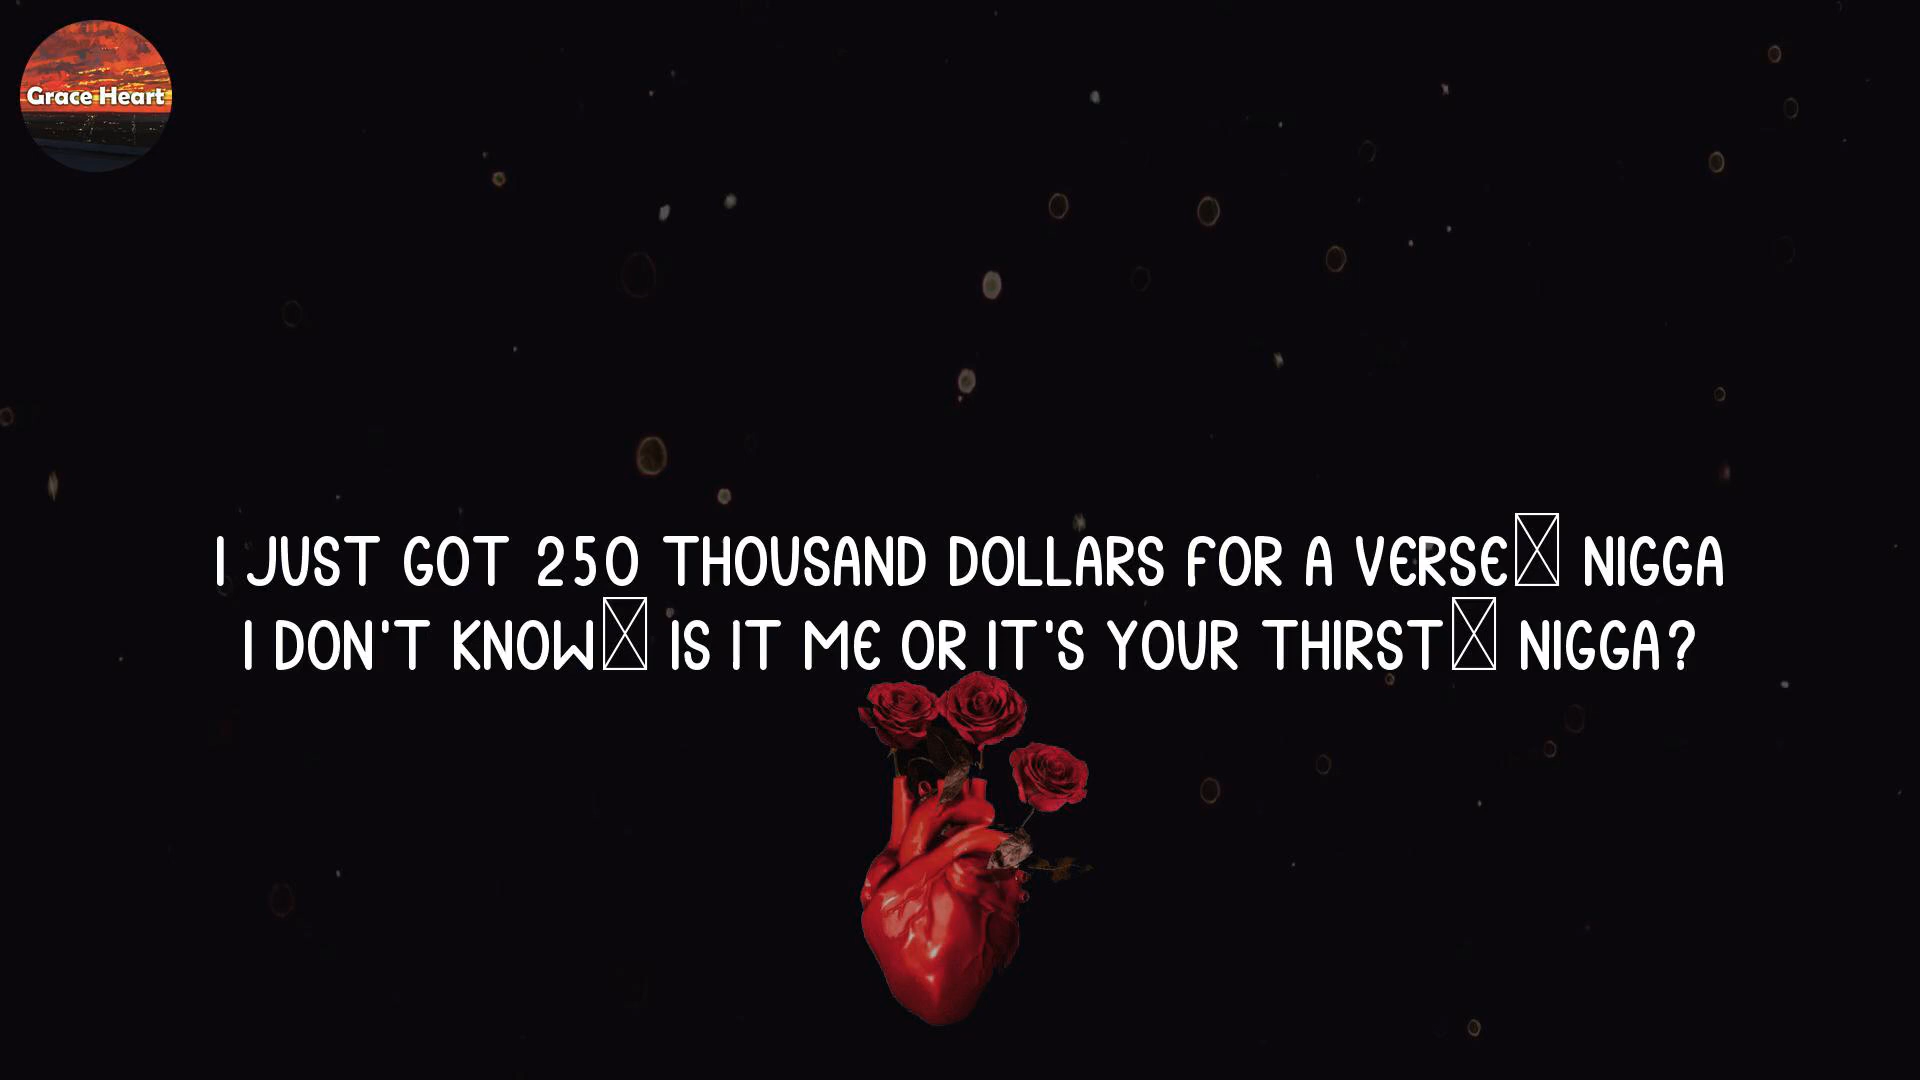 Grace Heart
I JUST GOT 250 THOUSAND DOLLARS FOR A VERSE☒ NIGGA
I DON'T KNOW☒ IS IT ME OR IT'S YOUR THIRST☒ NIGGA?